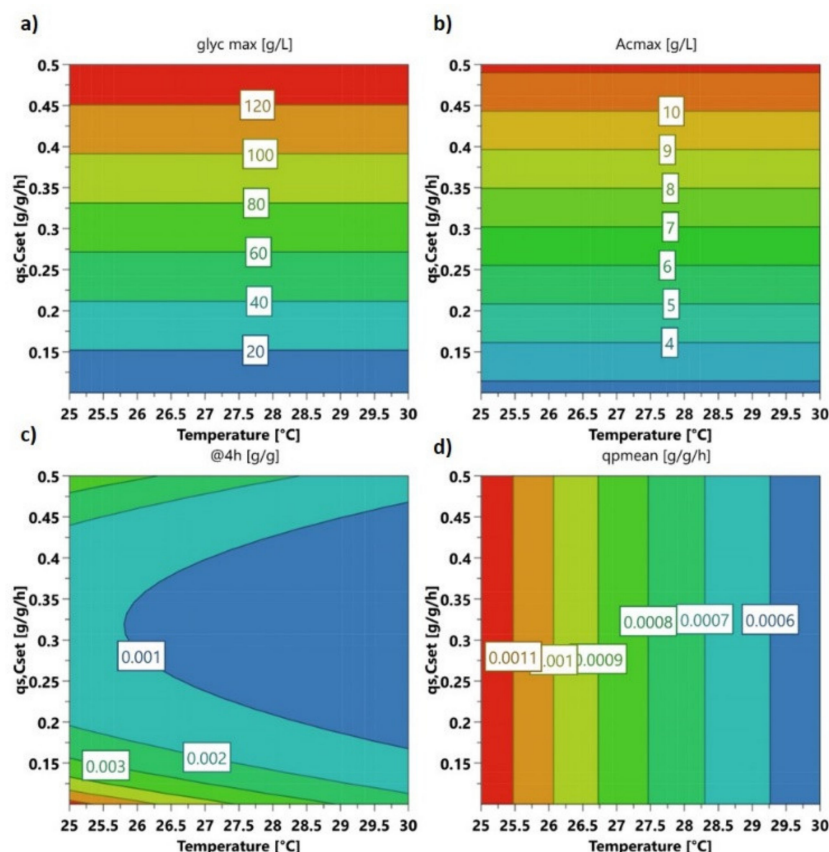 a)
glyc max [g/L]
0.5
0.45
0.4
0.35
0.3
0.25
0.2
0.15
qs,Cset [g/g/h]
120
100
80
60
40
20
25 25.5 26 26.5 27 27.5 28 28.5 29 29.5 30
Temperature [°C]
b)
Acmax [g/L]
0.5
0.45
0.4
0.35
0.3
0.25
0.2
0.15
qs,Cset [g/g/h]
10
9
8
7
6
5
4
25 25.5 26 26.5 27 27.5 28 28.5 29 29.5 30
Temperature [°C]
c)
@4h [g/g]
0.5
0.45
0.4
0.35
0.3
0.25
0.2
0.15
qs,Cset [g/g/h]
0.001
0.002
0.003
25 25.5 26 26.5 27 27.5 28 28.5 29 29.5 30
Temperature [°C]
d)
qpmean [g/g/h]
0.5
0.45
0.4
0.35
0.3
0.25
0.2
0.15
qs,Cset [g/g/h]
0.0011 0.001 0.0009 0.0008 0.0007 0.0006
25 25.5 26 26.5 27 27.5 28 28.5 29 29.5 30
Temperature [°C]